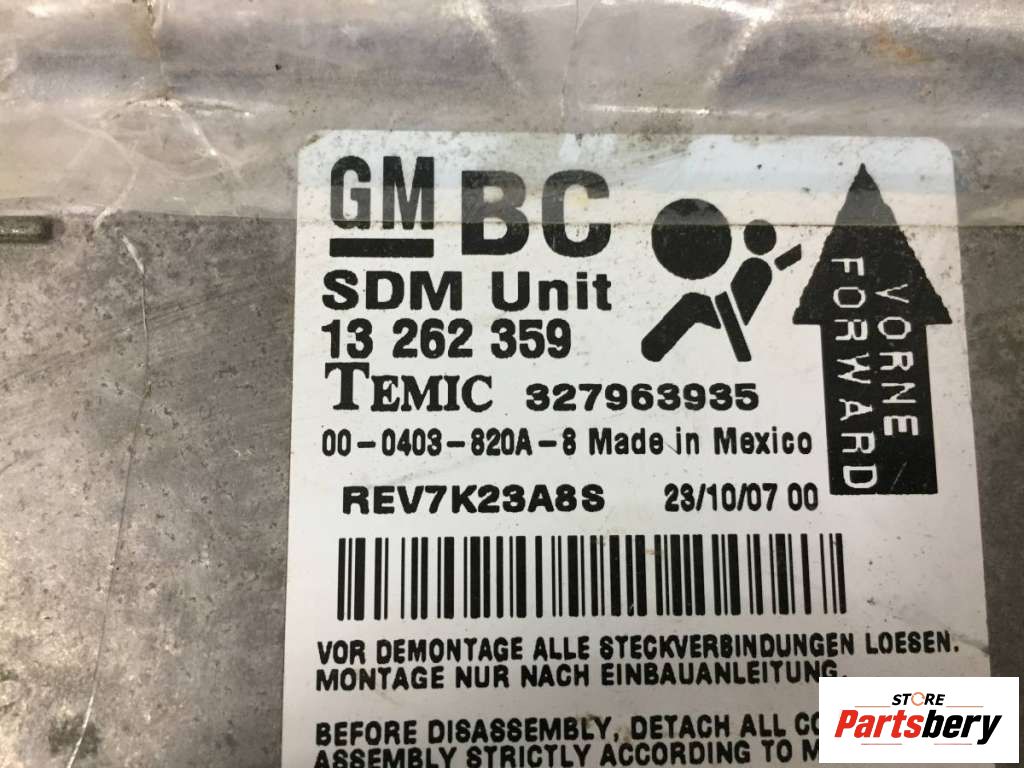 GM BC
SDM Unit
13 262 359
TEMIC 327963935
00-0403-820A-8 Made in Mexico
REV7K23A8S 23/10/07 00
VORNE
FORWARD
VOR DEMONTAGE ALLE STECKVERBINDUNGEN LOESEN.
MONTAGE NUR NACH EINBAUANLEITUNG.
BEFORE DISASSEMBLY, DETACH ALL
ASSEMBLY STRICTLY ACCORDING TO
STORE
Partsbery